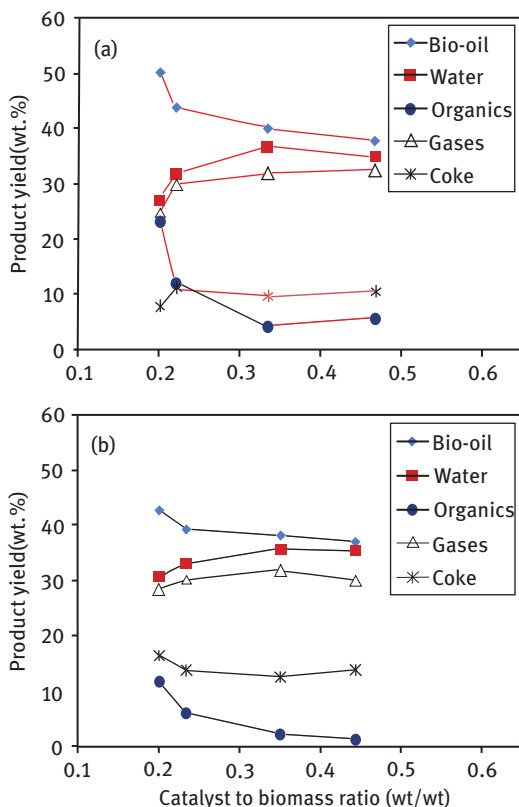 60
50
40
30
20
10
0
Product yield(wt.%)
(a)
Bio-oil
Water
Organics
Gases
Coke
0.1 0.2 0.3 0.4 0.5 0.6
60
50
40
30
20
10
0
Product yield(wt.%)
(b)
Bio-oil
Water
Organics
Gases
Coke
0.1 0.2 0.3 0.4 0.5 0.6
Catalyst to biomass ratio (wt/wt)